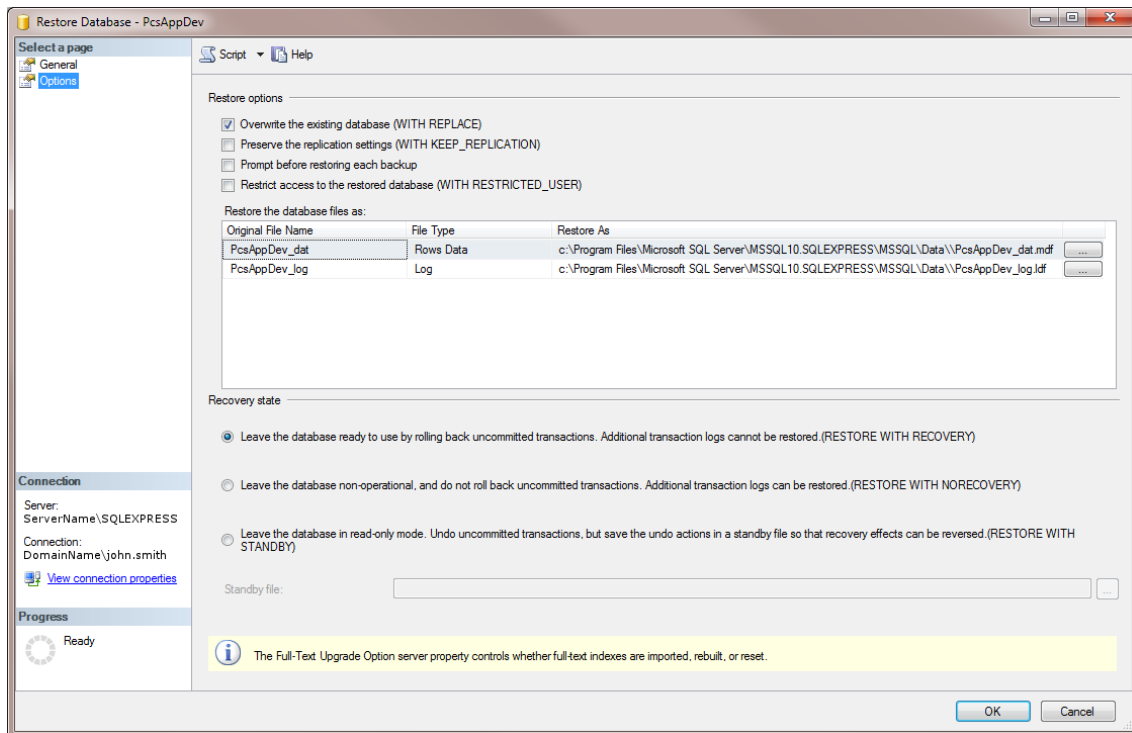 Restore Database - PcsAppDev
Select a page
General
Options
Script
Help
Restore options
Overwrite the existing database (WITH REPLACE)
Preserve the replication settings (WITH KEEP_REPLICATION)
Prompt before restoring each backup
Restrict access to the restored database (WITH RESTRICTED_USER)
Restore the database files as:
Original File Name File Type Restore As
PcsAppDev_dat Rows Data c:\Program Files\Microsoft SQL Server\MSSQL10.SQLEXPRESS\MSSQL\Data\\PcsAppDev_dat.mdf ...
PcsAppDev_log Log c:\Program Files\Microsoft SQL Server\MSSQL10.SQLEXPRESS\MSSQL\Data\\PcsAppDev_log.ldf ...
Recovery state
Leave the database ready to use by rolling back uncommitted transactions. Additional transaction logs cannot be restored.(RESTORE WITH RECOVERY)
Leave the database non-operational, and do not roll back uncommitted transactions. Additional transaction logs can be restored.(RESTORE WITH NORECOVERY)
Leave the database in read-only mode. Undo uncommitted transactions, but save the undo actions in a standby file so that recovery effects can be reversed.(RESTORE WITH
STANDBY)
Standby file: ...
Connection
Server:
ServerName\SQLEXPRESS
Connection:
DomainName\john.smith
View connection properties
Progress
Ready
The Full-Text Upgrade Option server property controls whether full-text indexes are imported, rebuilt, or reset.
OK Cancel